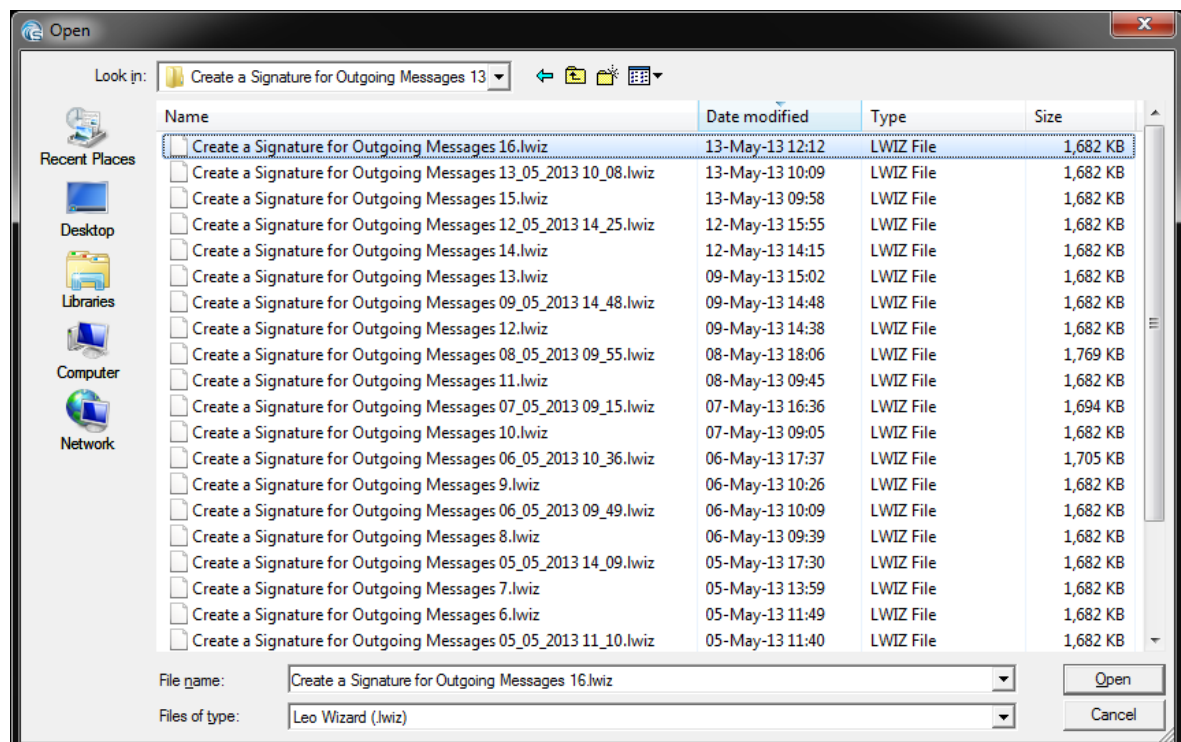 Open
Look in: Create a Signature for Outgoing Messages 13
Name Date modified Type Size
Recent Places
Desktop
Libraries
Computer
Network
Create a Signature for Outgoing Messages 16.lwiz 13-May-13 12:12 LWIZ File 1,682 KB
Create a Signature for Outgoing Messages 13_05_2013 10_08.lwiz 13-May-13 10:09 LWIZ File 1,682 KB
Create a Signature for Outgoing Messages 15.lwiz 13-May-13 09:58 LWIZ File 1,682 KB
Create a Signature for Outgoing Messages 12_05_2013 14_25.lwiz 12-May-13 15:55 LWIZ File 1,682 KB
Create a Signature for Outgoing Messages 14.lwiz 12-May-13 14:15 LWIZ File 1,682 KB
Create a Signature for Outgoing Messages 13.lwiz 09-May-13 15:02 LWIZ File 1,682 KB
Create a Signature for Outgoing Messages 09_05_2013 14_48.lwiz 09-May-13 14:48 LWIZ File 1,682 KB
Create a Signature for Outgoing Messages 12.lwiz 09-May-13 14:38 LWIZ File 1,682 KB
Create a Signature for Outgoing Messages 08_05_2013 09_55.lwiz 08-May-13 18:06 LWIZ File 1,769 KB
Create a Signature for Outgoing Messages 11.lwiz 08-May-13 09:45 LWIZ File 1,682 KB
Create a Signature for Outgoing Messages 07_05_2013 09_15.lwiz 07-May-13 16:36 LWIZ File 1,694 KB
Create a Signature for Outgoing Messages 10.lwiz 07-May-13 09:05 LWIZ File 1,682 KB
Create a Signature for Outgoing Messages 06_05_2013 10_36.lwiz 06-May-13 17:37 LWIZ File 1,705 KB
Create a Signature for Outgoing Messages 9.lwiz 06-May-13 10:26 LWIZ File 1,682 KB
Create a Signature for Outgoing Messages 06_05_2013 09_49.lwiz 06-May-13 10:09 LWIZ File 1,682 KB
Create a Signature for Outgoing Messages 8.lwiz 06-May-13 09:39 LWIZ File 1,682 KB
Create a Signature for Outgoing Messages 05_05_2013 14_09.lwiz 05-May-13 17:30 LWIZ File 1,682 KB
Create a Signature for Outgoing Messages 7.lwiz 05-May-13 13:59 LWIZ File 1,682 KB
Create a Signature for Outgoing Messages 6.lwiz 05-May-13 11:49 LWIZ File 1,682 KB
Create a Signature for Outgoing Messages 05_05_2013 11_10.lwiz 05-May-13 11:40 LWIZ File 1,682 KB
File name: Create a Signature for Outgoing Messages 16.lwiz Open
Files of type: Leo Wizard (.lwiz) Cancel